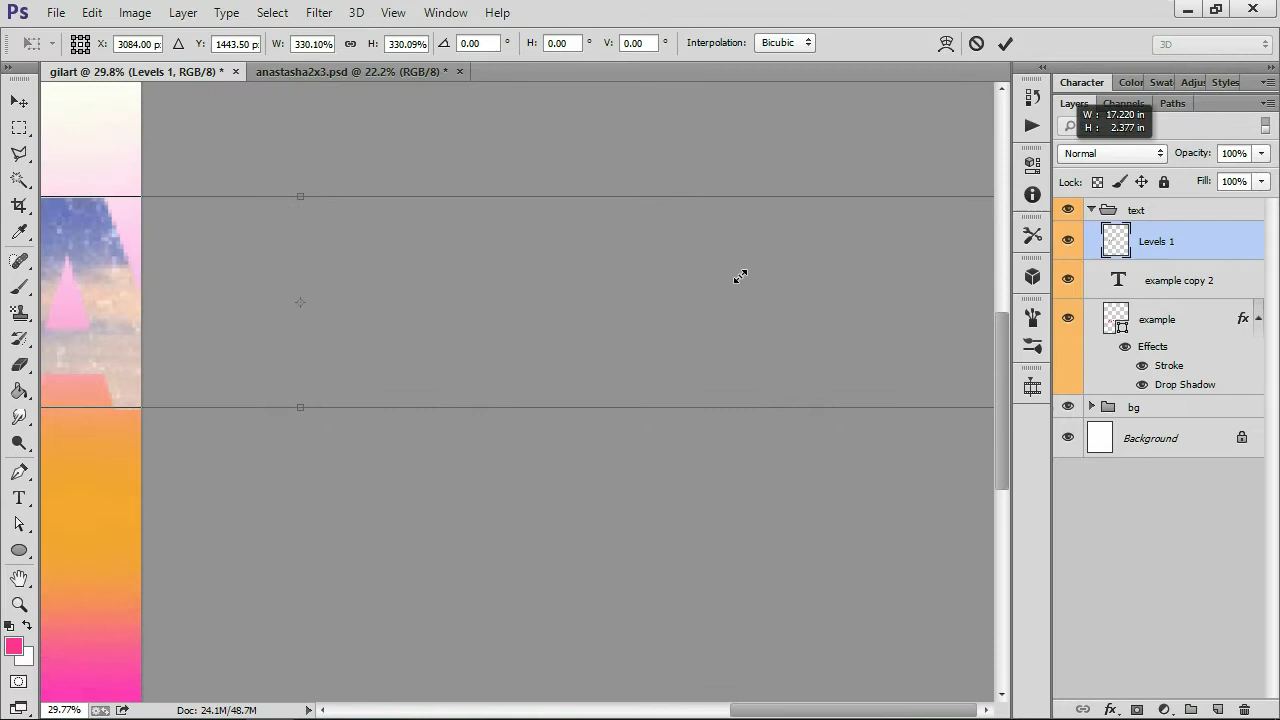 Ps File Edit Image Layer Type Select Filter 3D View Window Help
X: 3084.00 p: Y: 1443.50 p: W: 330.10% H: 330.09% 0.00 ° H: 0.00 ° V: 0.00 ° Interpolation: Bicubic 3D
gilart @ 29.8% (Levels 1, RGB/8) * × anastasha2x3.psd @ 22.2% (RGB/8) * ×
Character Color Swat Adjus Styles
Layers Channels Paths
W : 17.220 in
H : 2.377 in
Normal Opacity: 100%
Lock: Fill: 100%
text
Levels 1
T example copy 2
example fx
Effects
Stroke
Drop Shadow
bg
Background
T
29.77% Doc: 24.1M/48.7M
fx